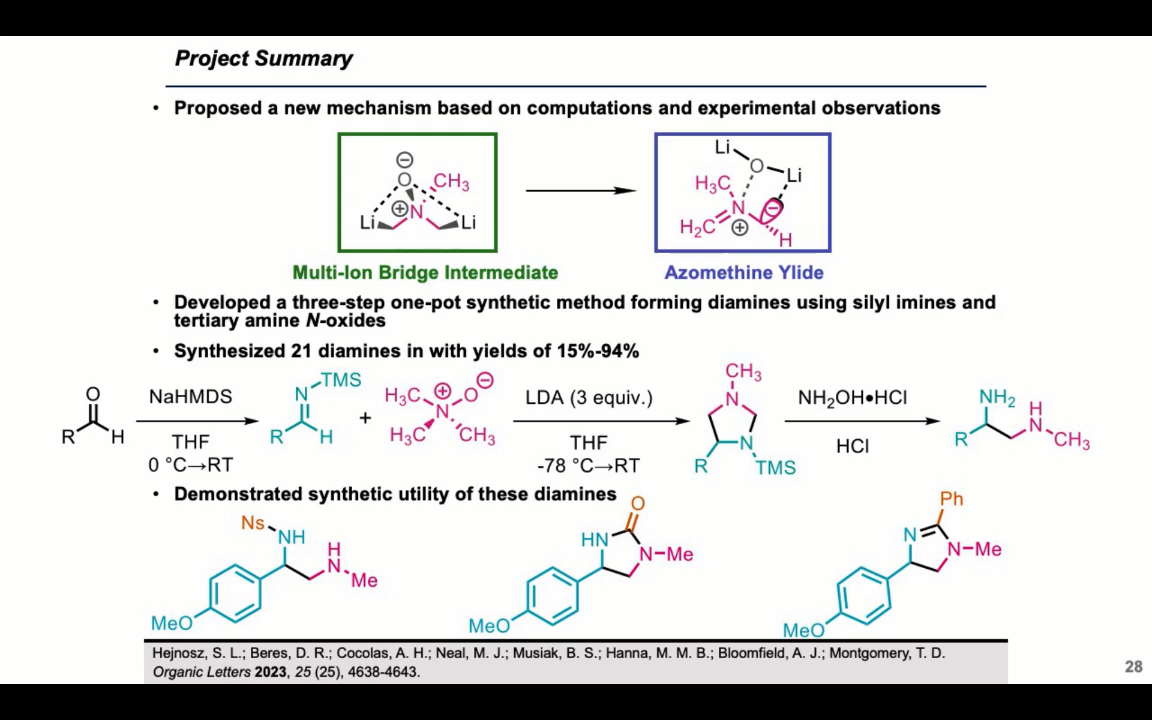 Project Summary
• Proposed a new mechanism based on computations and experimental observations
⊖
O CH₃
⊕ N
Li Li
Li
O Li
H₃C
N ⊖
H₂C ⊕
H
Multi-Ion Bridge Intermediate
Azomethine Ylide
• Developed a three-step one-pot synthetic method forming diamines using silyl imines and
tertiary amine N-oxides
• Synthesized 21 diamines in with yields of 15%-94%
O
R H
NaHMDS
THF
0 °C→RT
N TMS
R H
+
H₃C ⊕ O ⊖
N
H₃C CH₃
LDA (3 equiv.)
THF
-78 °C→RT
CH₃
N
N
R TMS
NH₂OH•HCl
HCl
NH₂ H
R N CH₃
• Demonstrated synthetic utility of these diamines
Ns
NH H
N
Me
MeO
O
HN
N Me
MeO
Ph
N
N Me
MeO
Hejnosz, S. L.; Beres, D. R.; Cocolas, A. H.; Neal, M. J.; Musiak, B. S.; Hanna, M. M. B.; Bloomfield, A. J.; Montgomery, T. D.
Organic Letters 2023, 25 (25), 4638-4643.
28